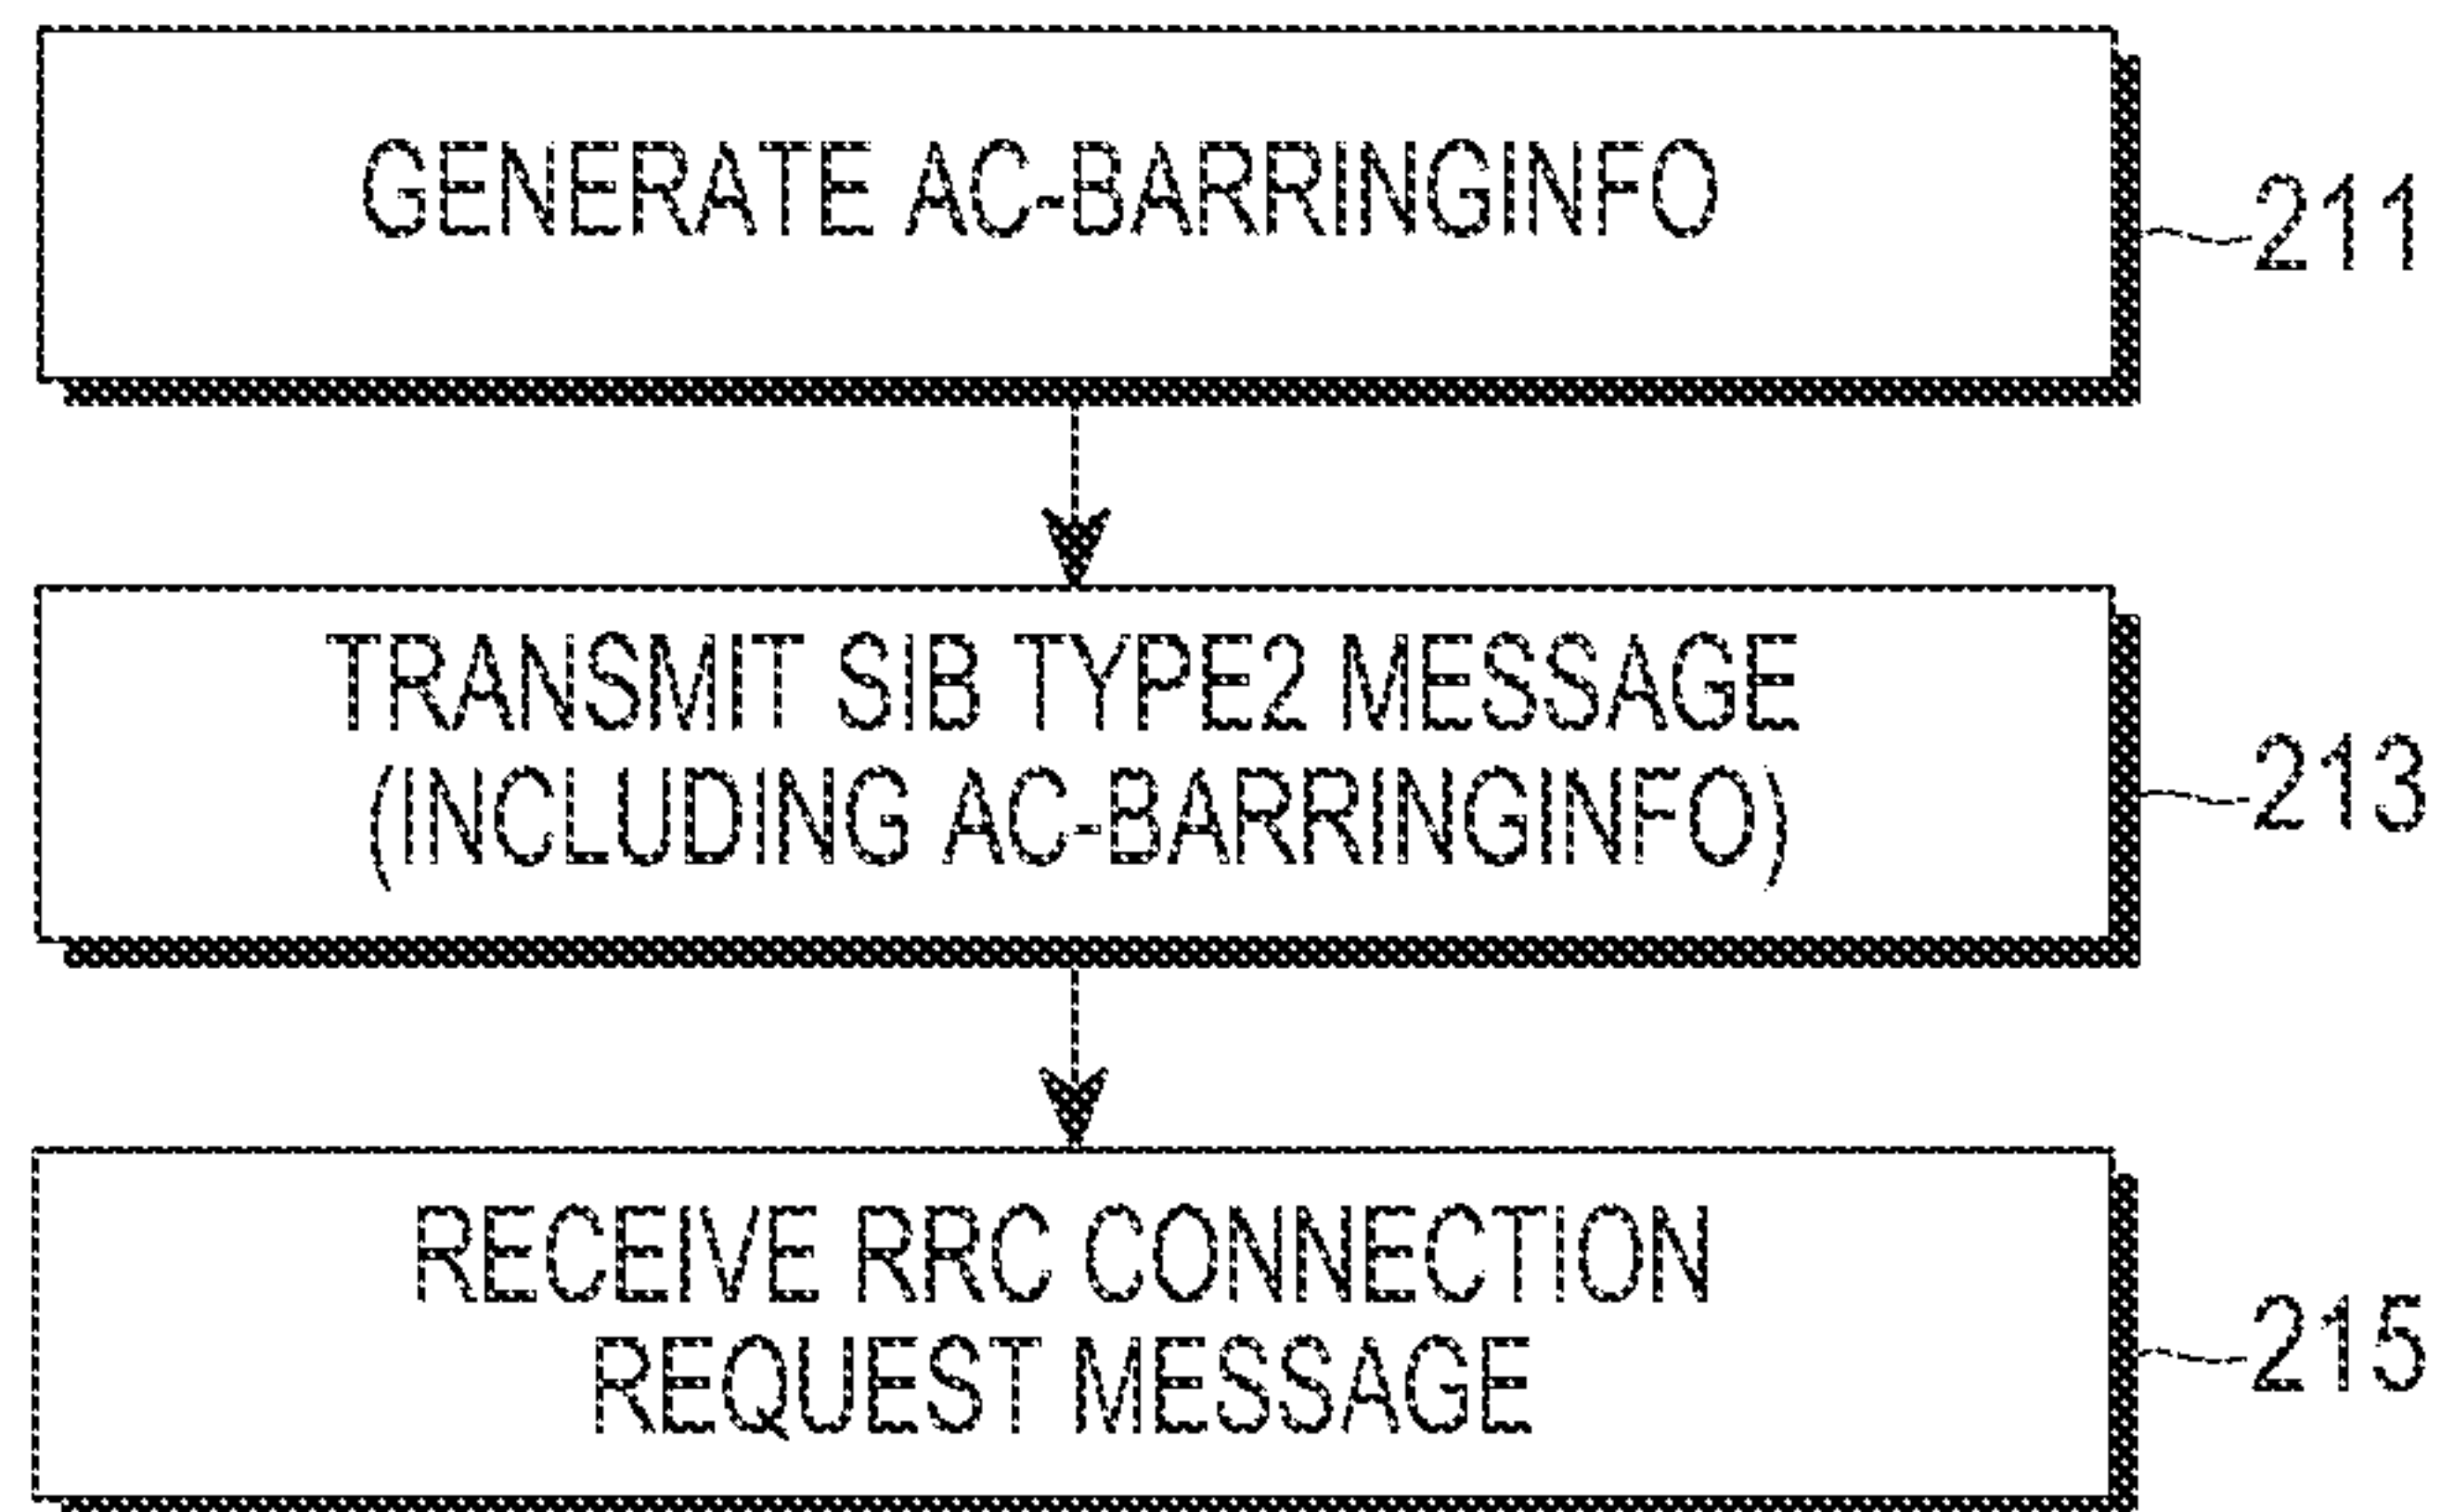 GENERATE AC-BARRINGINFO
211
TRANSMIT SIB TYPE2 MESSAGE
(INCLUDING AC-BARRINGINFO)
213
RECEIVE RRC CONNECTION
REQUEST MESSAGE
215